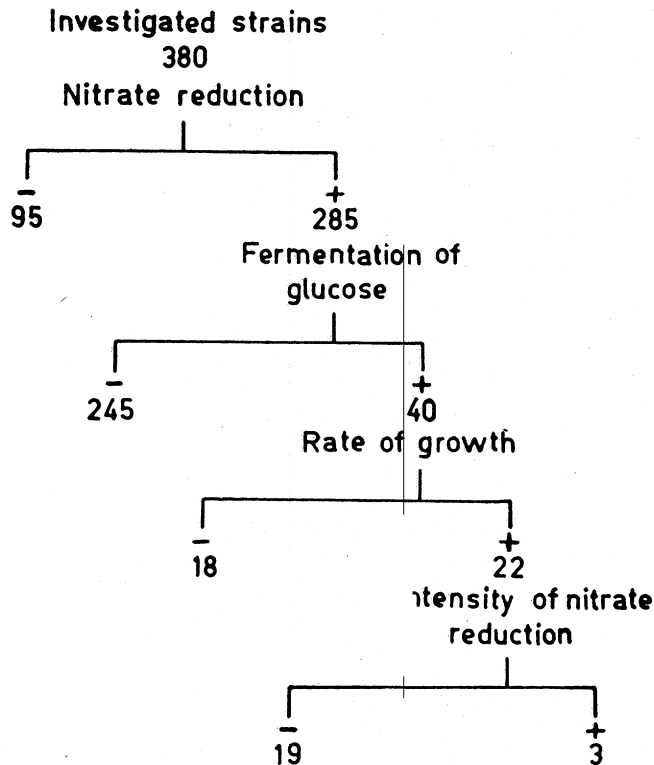 Investigated strains
380
Nitrate reduction
− +
95 285
Fermentation of
glucose
− +
245 40
Rate of growth
− +
18 22
ntensity of nitrate
reduction
− +
19 3